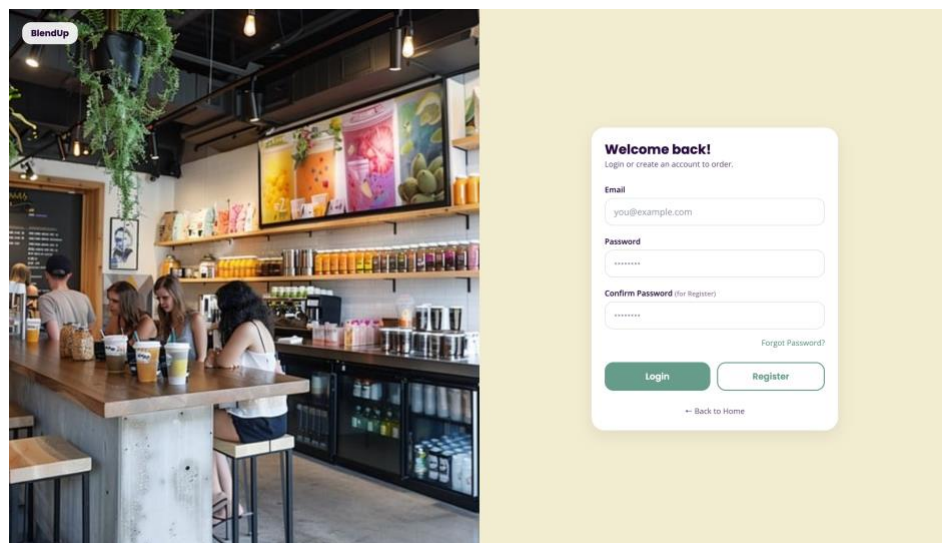 BlendUp
Welcome back!
Login or create an account to order.
Email
you@example.com
Password
••••••••
Confirm Password (for Register)
••••••••
Forgot Password?
Login
Register
← Back to Home